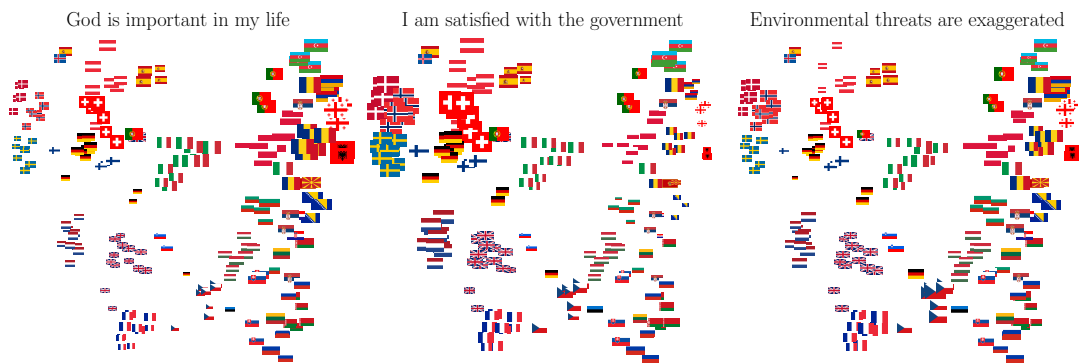 God is important in my life
I am satisfied with the government
Environmental threats are exaggerated